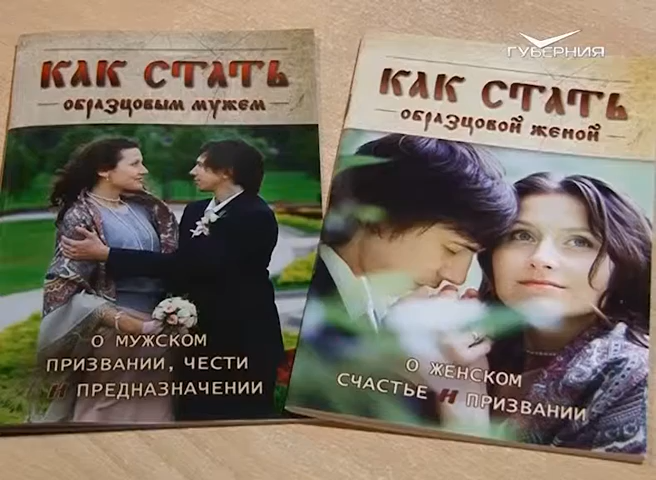 ГУБЕРНИЯ
КАК СТАТЬ
образцовым мужем
О МУЖСКОМ
ПРИЗВАНИИ, ЧЕСТИ
И ПРЕДНАЗНАЧЕНИИ
КАК СТАТЬ
образцовой женой
О ЖЕНСКОМ
СЧАСТЬЕ И ПРИЗВАНИИ